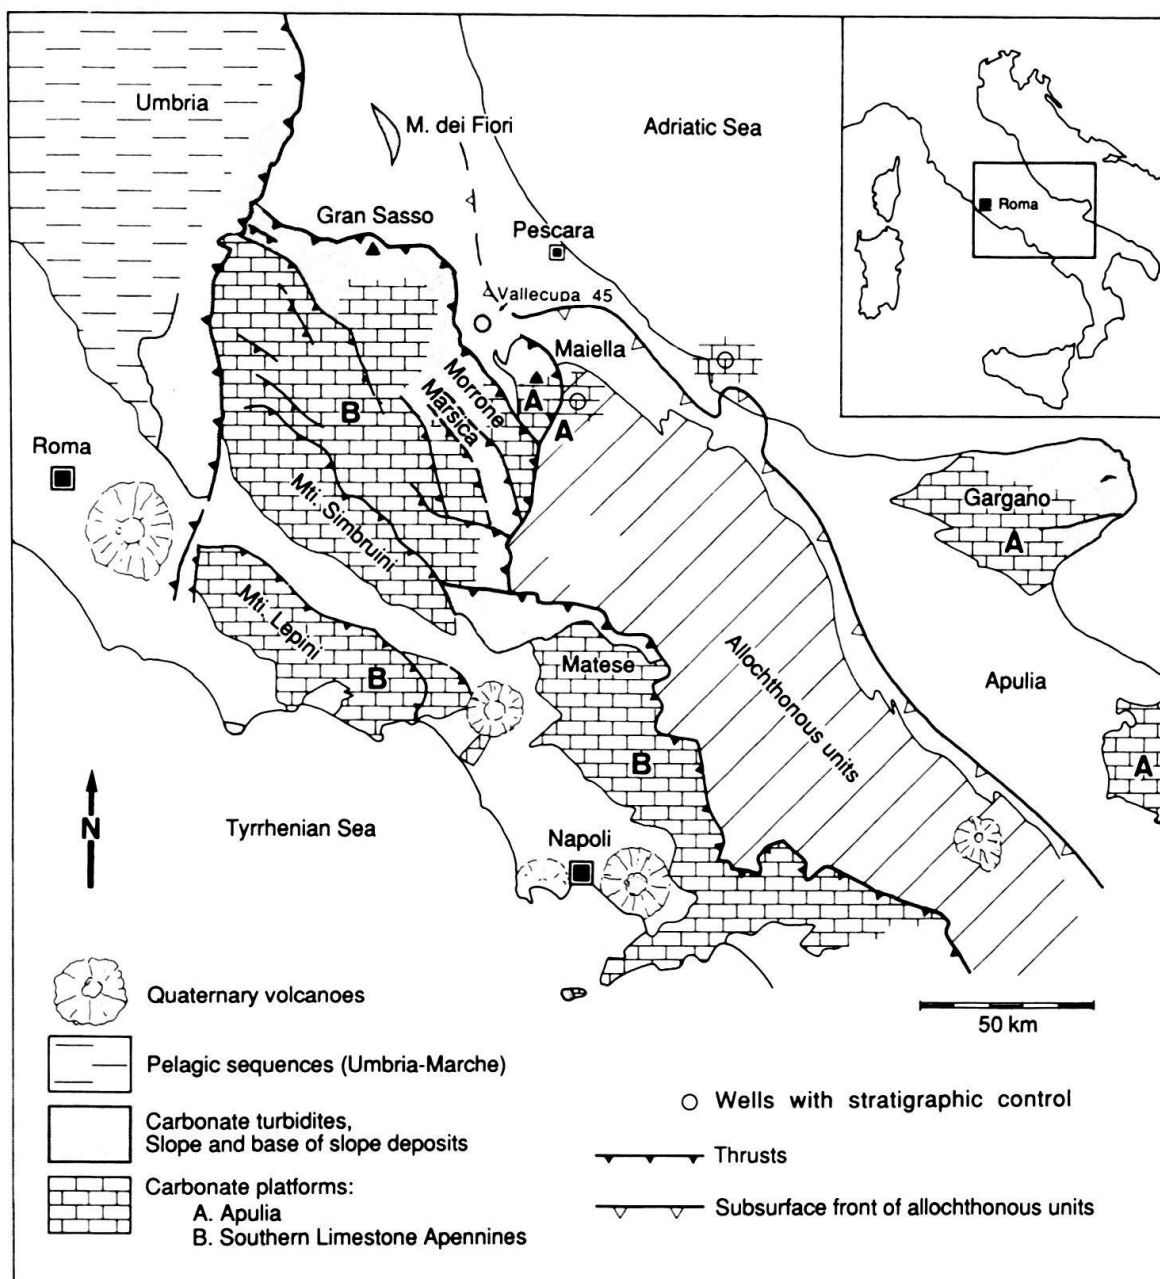 Umbria
M. dei Fiori
Adriatic Sea
Roma
Gran Sasso
Pescara
Vallecupa 45
Maiella
Morrone
Marsica
A
A
B
Roma
Mti. Simbruini
Gargano
A
Mti. Lepini
B
Matese
Allochthonous units
Apulia
B
A
N
Tyrrhenian Sea
Napoli
Quaternary volcanoes
50 km
Pelagic sequences (Umbria-Marche)
Wells with stratigraphic control
Carbonate turbidites,
Slope and base of slope deposits
Thrusts
Carbonate platforms:
A. Apulia
B. Southern Limestone Apennines
Subsurface front of allochthonous units